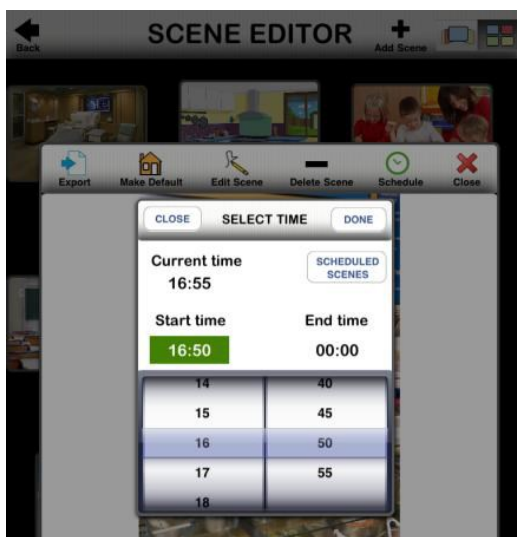 SCENE EDITOR
Back
Add Scene
Export
Make Default
Edit Scene
Delete Scene
Schedule
Close
CLOSE
SELECT TIME
DONE
Current time
16:55
SCHEDULED
SCENES
Start time
End time
16:50
00:00
14
40
15
45
16
50
17
55
18